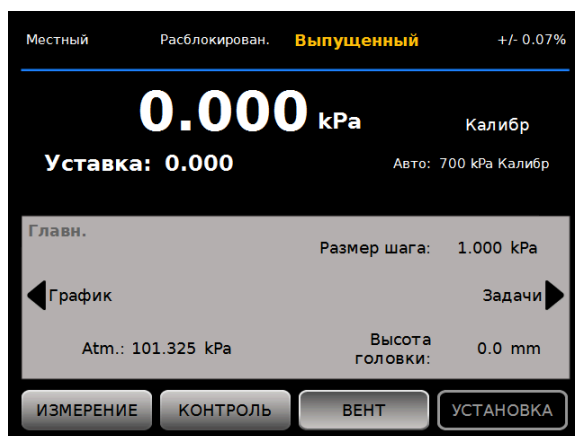 Местный Расблокирован. Выпущенный +/- 0.07%
0.000 kPa Калибр
Уставка: 0.000 Авто: 700 kPa Калибр
Главн.
Размер шага: 1.000 kPa
График Задачи
Atm.: 101.325 kPa Высота головки: 0.0 mm
ИЗМЕРЕНИЕ КОНТРОЛЬ ВЕНТ УСТАНОВКА